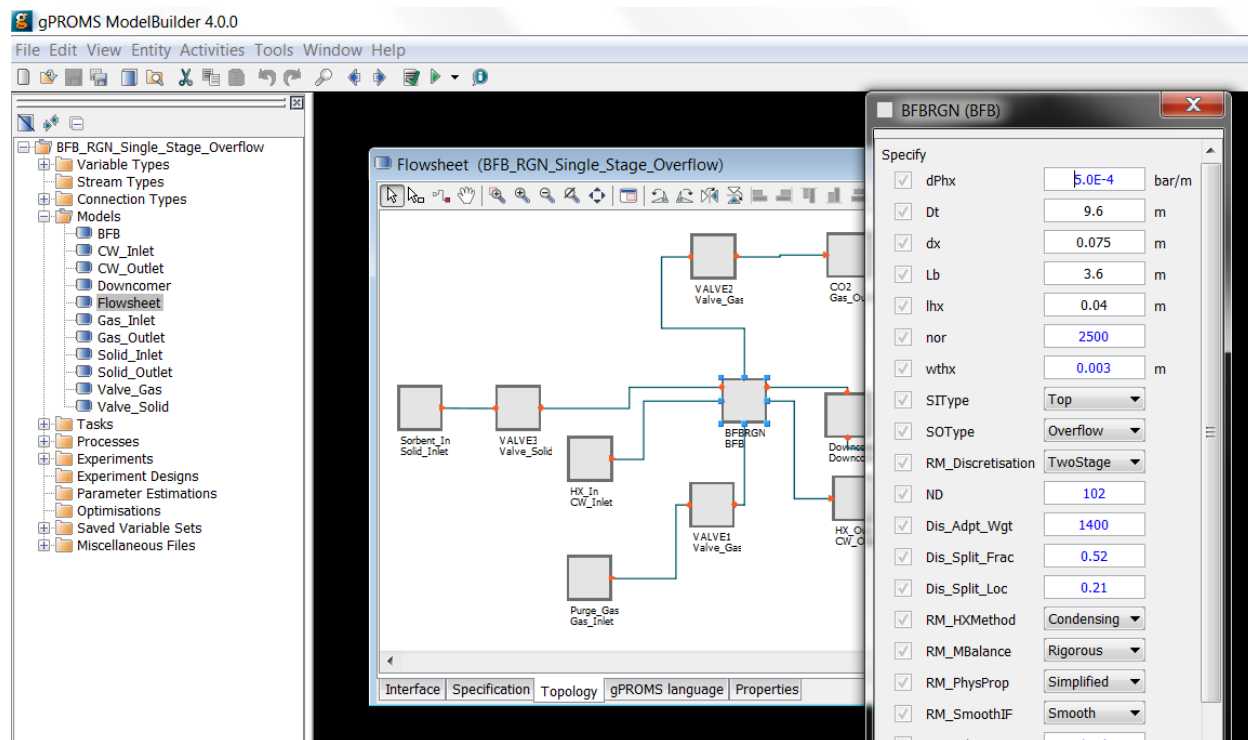 gPROMS ModelBuilder 4.0.0
File Edit View Entity Activities Tools Window Help
BFB_RGN_Single_Stage_Overflow
Variable Types
Stream Types
Connection Types
Models
BFB
CW_Inlet
CW_Outlet
Downcomer
Flowsheet
Gas_Inlet
Gas_Outlet
Solid_Inlet
Solid_Outlet
Valve_Gas
Valve_Solid
Tasks
Processes
Experiments
Experiment Designs
Parameter Estimations
Optimisations
Saved Variable Sets
Miscellaneous Files
Flowsheet (BFB_RGN_Single_Stage_Overflow)
VALVE2
Valve_Gas
CO2
Gas_Ou
Sorbent_In
Solid_Inlet
VALVE3
Valve_Solid
BFBRGN
BFB
Downco
Downco
HX_In
CW_Inlet
VALVE1
Valve_Gas
HX_Ou
CW_O
Purge_Gas
Gas_Inlet
Interface Specification Topology gPROMS language Properties
BFBRGN (BFB)
Specify
dPhx 5.0E-4 bar/m
Dt 9.6 m
dx 0.075 m
Lb 3.6 m
lhx 0.04 m
nor 2500
wthx 0.003 m
SIType Top
SOType Overflow
RM_Discretisation TwoStage
ND 102
Dis_Adpt_Wgt 1400
Dis_Split_Frac 0.52
Dis_Split_Loc 0.21
RM_HXMethod Condensing
RM_MBalance Rigorous
RM_PhysProp Simplified
RM_SmoothIF Smooth